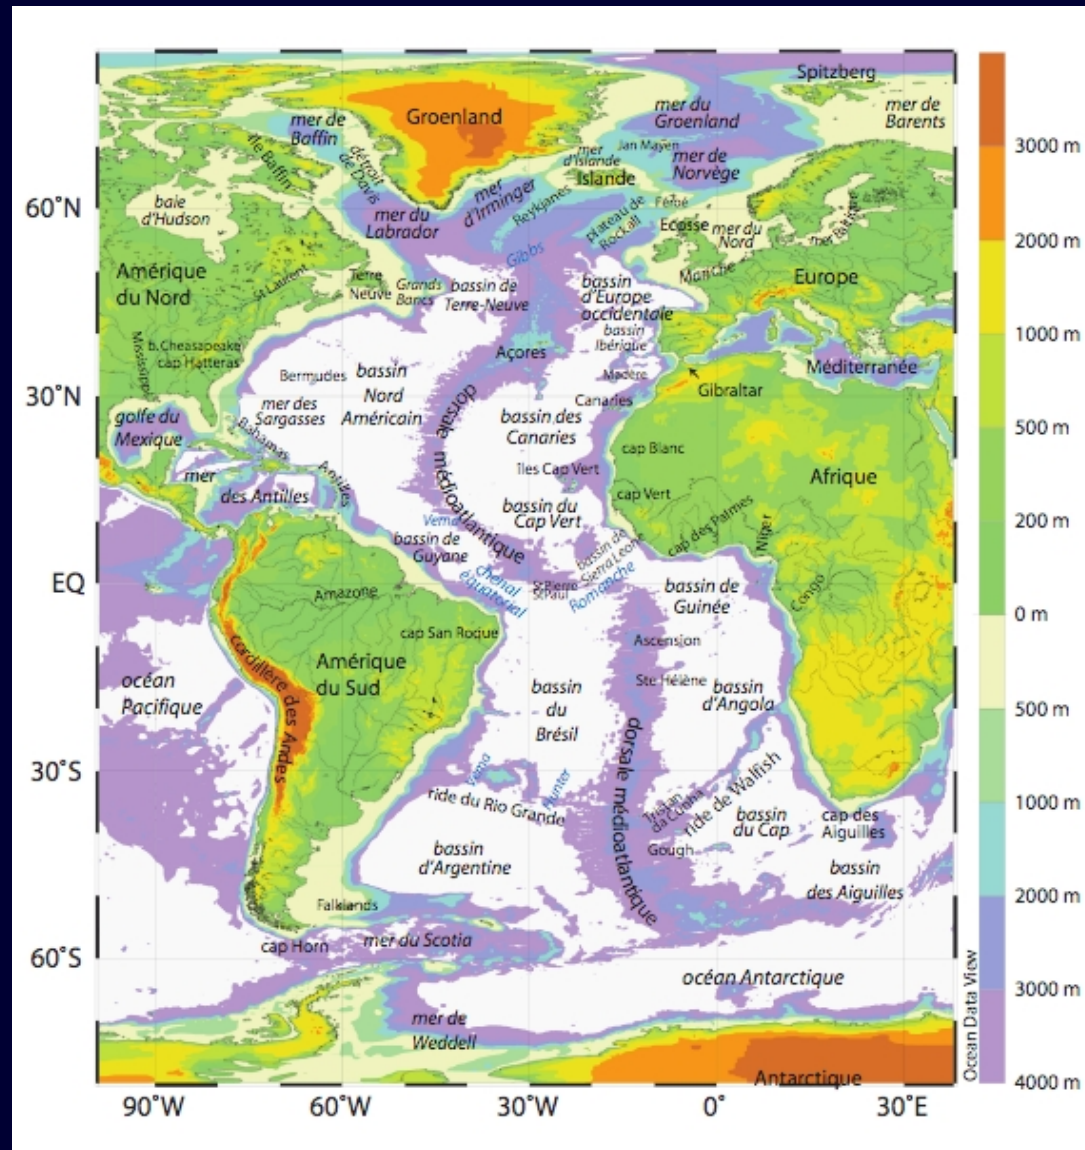 Spitzberg
Groenland
mer du
Groenland
mer de
Barents
mer de
Baffin
île Baffin
détroit
de Davis
Jan Mayen
mer
d'Islande
Islande
mer de
Norvège
baie
d'Hudson
60°N
mer
d'Irminger
mer du
Labrador
Reykjanes
plateau de
Rockall
Féroé
Ecosse
mer du
Nord
mer Baltique
Gibbs
Amérique
du Nord
St Laurent
Terre
Neuve
Grands
Bancs
bassin de
Terre-Neuve
bassin
d'Europe
occidentale
Manche
Europe
Mississippi
b.Cheasapeake
cap Hatteras
Açores
bassin
Ibérique
Méditerranée
Bermudes
bassin
Nord
Américain
Madère
Gibraltar
30°N
golfe du
Mexique
mer des
Sargasses
Bahamas
dorsale médioatlantique
bassin des
Canaries
Canaries
cap Blanc
mer
des Antilles
Antilles
îles Cap Vert
Afrique
bassin du
Cap Vert
cap Vert
cap des Palmes
Niger
Vema
bassin de
Guyane
bassin de
Sierra Leone
EQ
chenal
équatorial
St Pierre
St Paul
Romanche
bassin de
Guinée
Congo
Amazone
cap San Roque
Ascension
cordillère des Andes
Amérique
du Sud
océan
Pacifique
bassin
du
Brésil
Ste Hélène
bassin
d'Angola
30°S
Vema
Hunter
ride du Rio Grande
dorsale médioatlantique
Tristan
da Cunha
ride de Walfish
bassin
du Cap
cap des
Aiguilles
bassin
d'Argentine
Gough
bassin
des Aiguilles
Falklands
60°S
cap Horn
mer du Scotia
océan Antarctique
mer de
Weddell
Antarctique
90°W
60°W
30°W
0°
30°E
3000 m
2000 m
1000 m
500 m
200 m
0 m
500 m
1000 m
2000 m
3000 m
4000 m
Ocean Data View